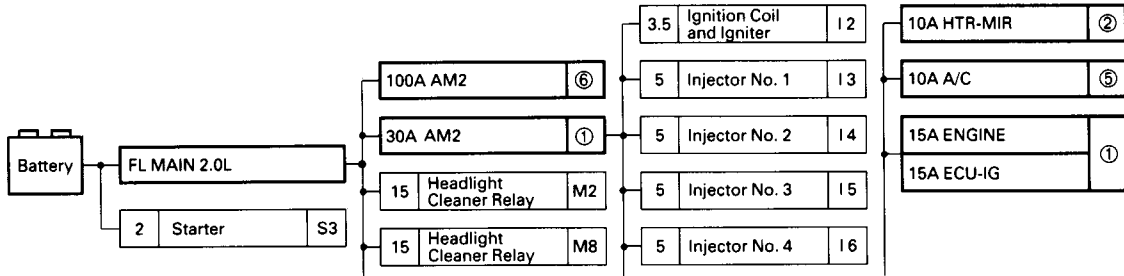 Battery
FL MAIN 2.0L
2 Starter S3
100A AM2 ⑥
30A AM2 ①
15 Headlight Cleaner Relay M2
15 Headlight Cleaner Relay M8
3.5 Ignition Coil and Igniter I2
5 Injector No. 1 I3
5 Injector No. 2 I4
5 Injector No. 3 I5
5 Injector No. 4 I6
10A HTR-MIR ②
10A A/C ⑤
15A ENGINE ①
15A ECU-IG